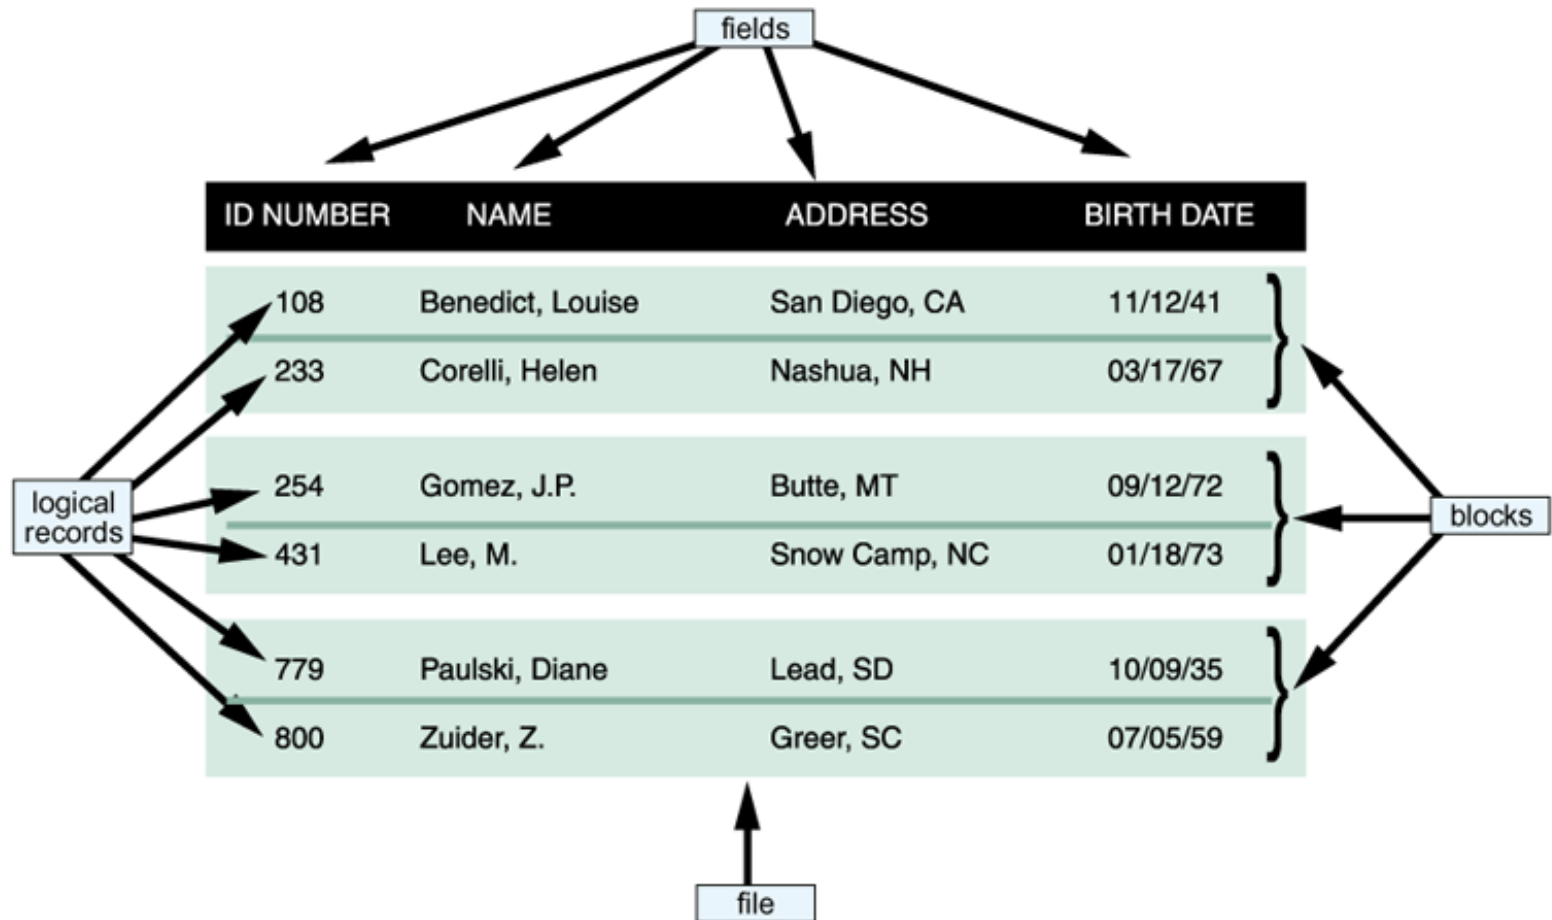 fields
ID NUMBER NAME ADDRESS BIRTH DATE
108 Benedict, Louise San Diego, CA 11/12/41
233 Corelli, Helen Nashua, NH 03/17/67
254 Gomez, J.P. Butte, MT 09/12/72
logical
records
blocks
431 Lee, M. Snow Camp, NC 01/18/73
779 Paulski, Diane Lead, SD 10/09/35
800 Zuider, Z. Greer, SC 07/05/59
file